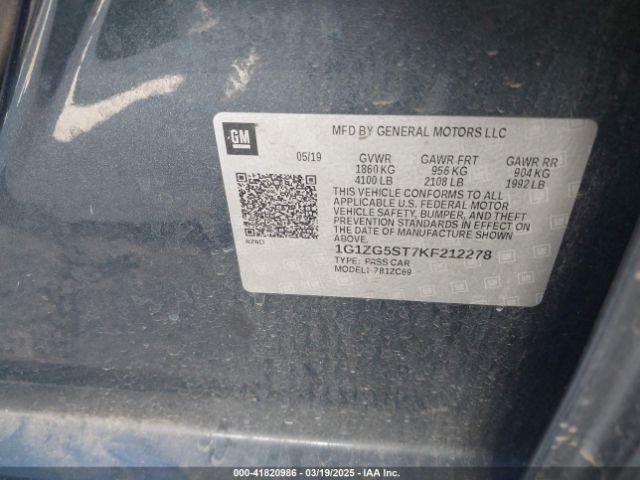 GM
MFD BY GENERAL MOTORS LLC
05/19 GVWR GAWR FRT GAWR RR
1860 KG 956 KG 904 KG
4100 LB 2108 LB 1992 LB
THIS VEHICLE CONFORMS TO ALL
APPLICABLE U.S. FEDERAL MOTOR
VEHICLE SAFETY, BUMPER, AND THEFT
PREVENTION STANDARDS IN EFFECT ON
THE DATE OF MANUFACTURE SHOWN
ABOVE.
1G1ZG5ST7KF212278
TYPE: PASS CAR
MODEL: 781ZC69
000-41820986 - 03/19/2025 - IAA Inc.